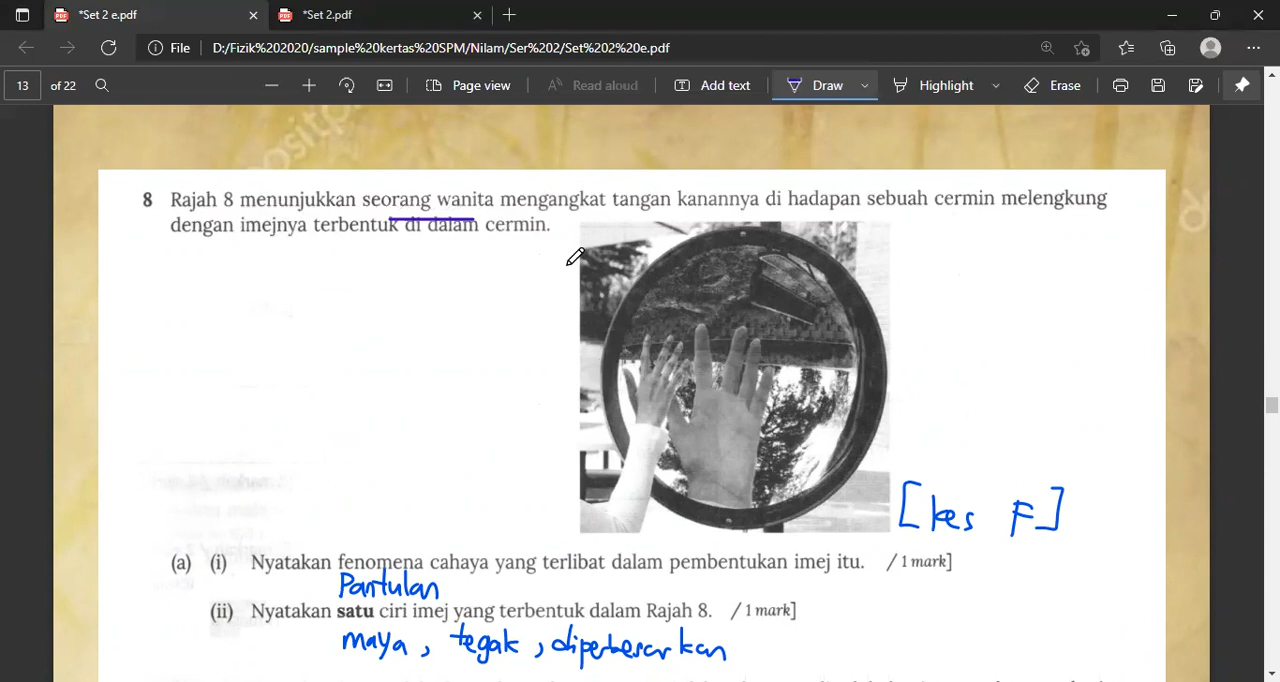 *Set 2 e.pdf
*Set 2.pdf
File D:/Fizik%202020/sample%20kertas%20SPM/Nilam/Ser%202/Set%202%20e.pdf
13 of 22 Page view Read aloud Add text Draw Highlight Erase
8 Rajah 8 menunjukkan seorang wanita mengangkat tangan kanannya di hadapan sebuah cermin melengkung
dengan imejnya terbentuk di dalam cermin.
[kes F]
(a) (i) Nyatakan fenomena cahaya yang terlibat dalam pembentukan imej itu. /1 mark]
Pantulan
(ii) Nyatakan satu ciri imej yang terbentuk dalam Rajah 8. /1 mark]
maya, tegak, diperbesarkan